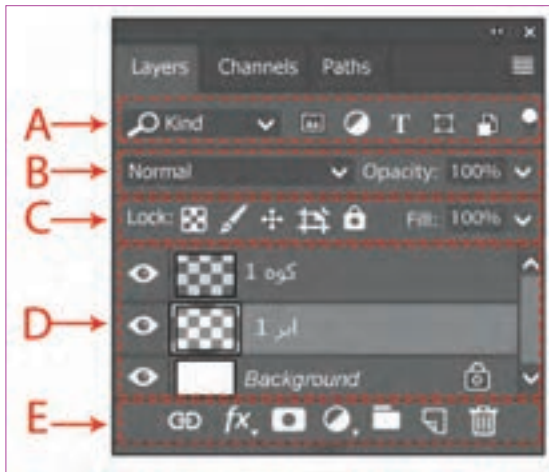 Layers Channels Paths
A Kind T
B Normal Opacity: 100%
C Lock: Fill: 100%
کوه 1
D ابر 1
Background
E fx